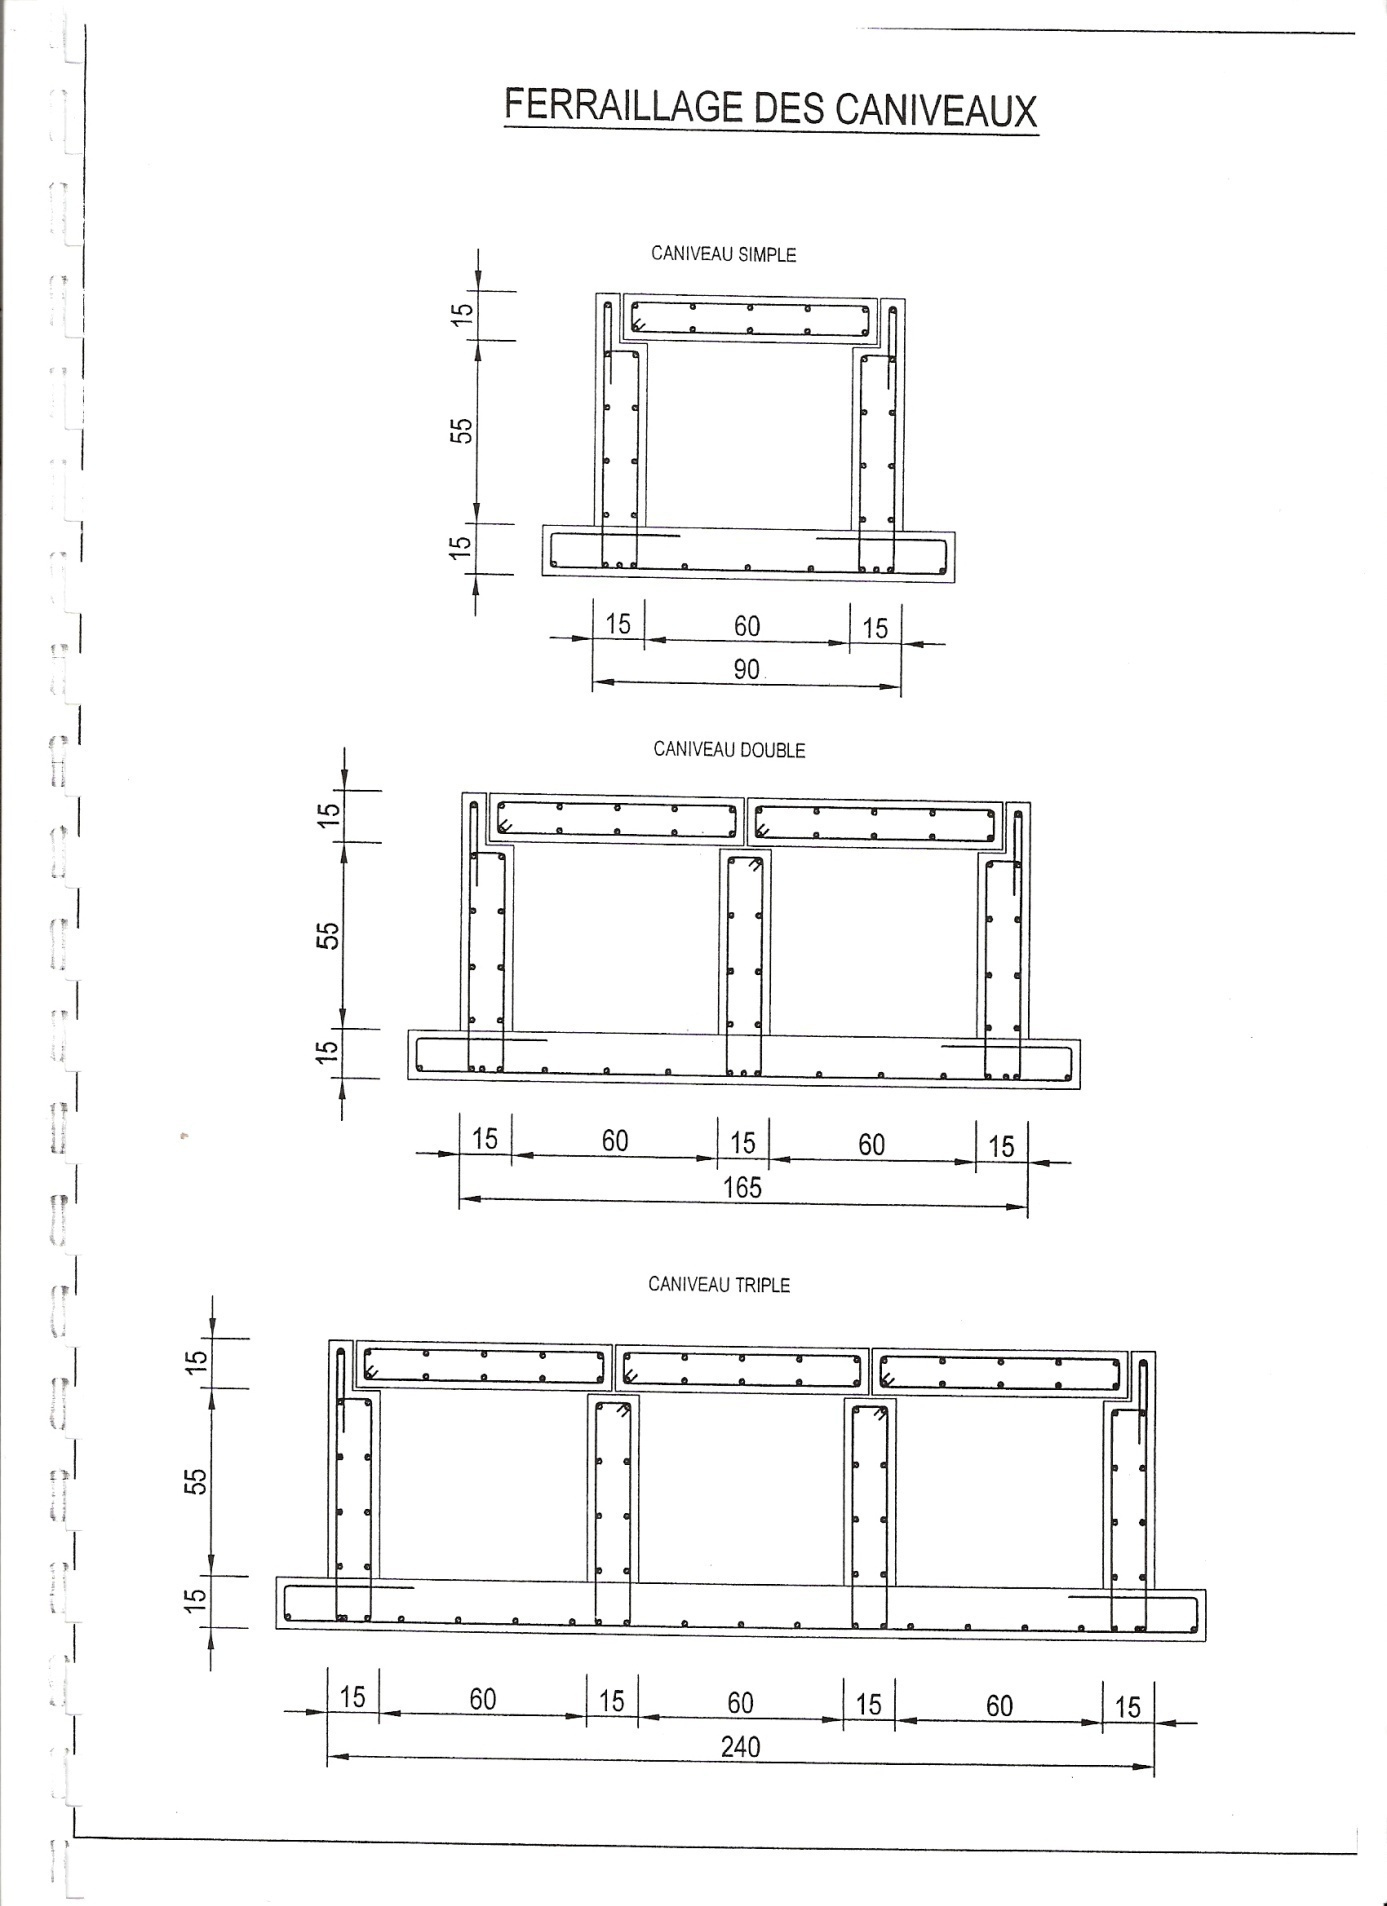 FERRAILLAGE DES CANIVEAUX
CANIVEAU SIMPLE
15
55
15
15 60 15
90
CANIVEAU DOUBLE
15
55
15
15 60 15 60 15
165
CANIVEAU TRIPLE
15
55
15
15 60 15 60 15 60 15
240